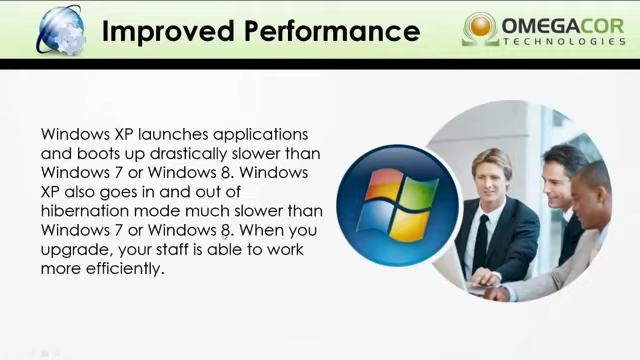 Improved Performance
OMEGACOR
TECHNOLOGIES
Windows XP launches applications
and boots up drastically slower than
Windows 7 or Windows 8. Windows
XP also goes in and out of
hibernation mode much slower than
Windows 7 or Windows 8. When you
upgrade, your staff is able to work
more efficiently.